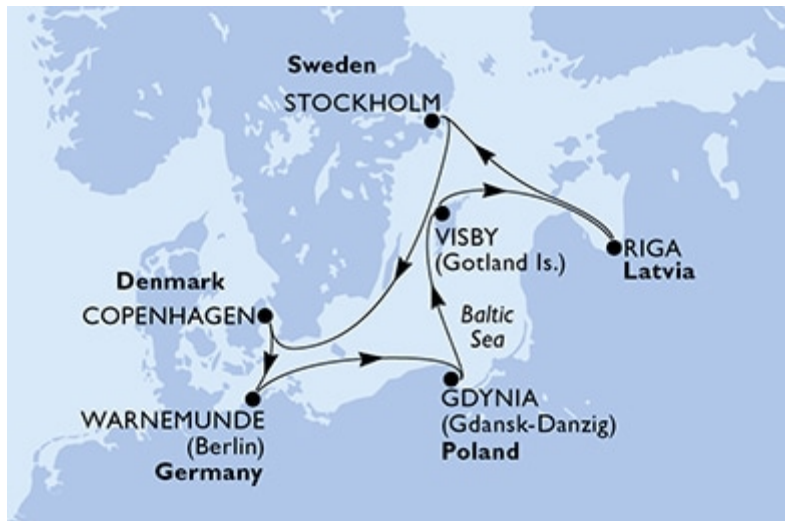 Sweden
STOCKHOLM
VISBY
(Gotland Is.)
RIGA
Latvia
Denmark
COPENHAGEN
Baltic
Sea
WARNEMUNDE
(Berlin)
Germany
GDYNIA
(Gdansk-Danzig)
Poland